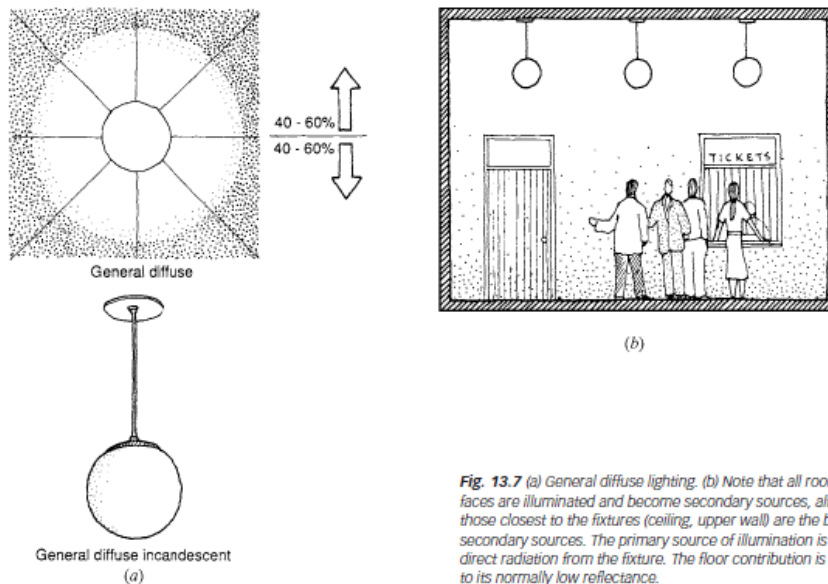 40 - 60%
40 - 60%
General diffuse
General diffuse incandescent
(a)
TICKETS
(b)
Fig. 13.7 (a) General diffuse lighting. (b) Note that all room
faces are illuminated and become secondary sources,
those closest to the fixtures (ceiling, upper wall) are the
secondary sources. The primary source of illumination is
direct radiation from the fixture. The floor contribution is
to its normally low reflectance.